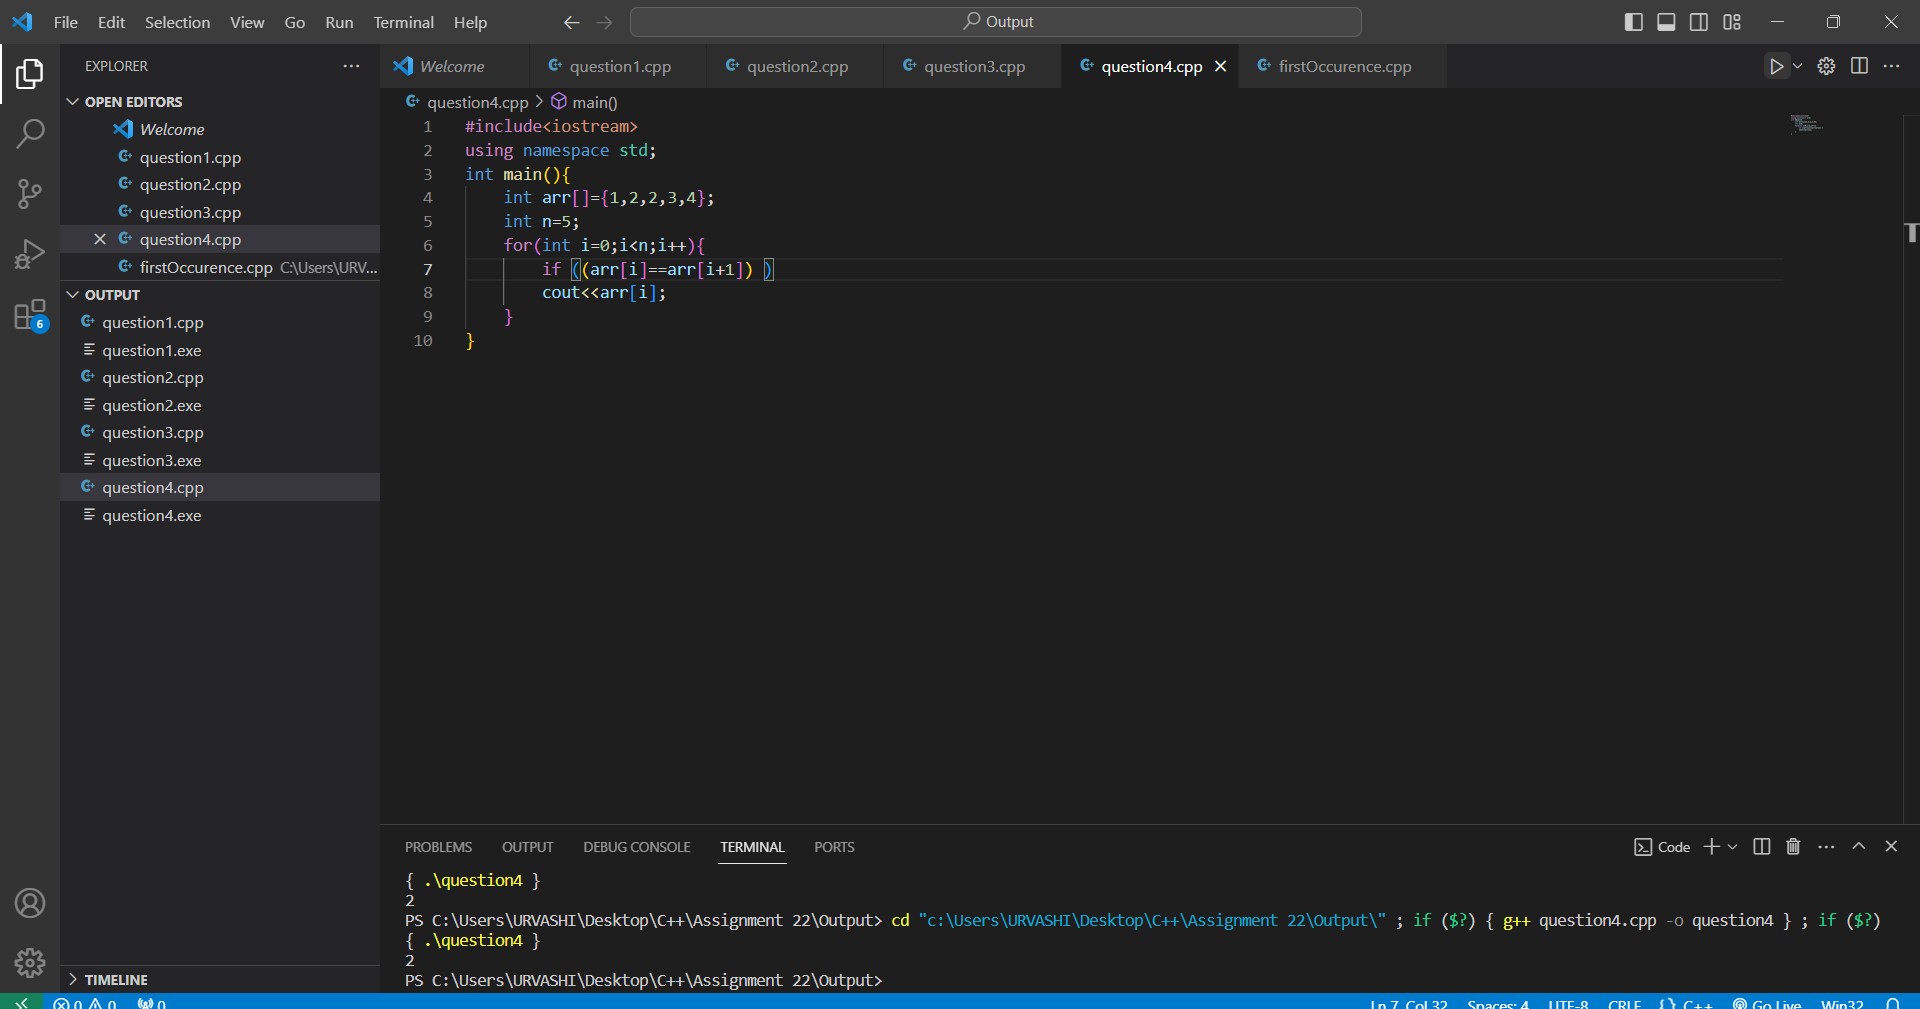 File Edit Selection View Go Run Terminal Help
Output
EXPLORER
OPEN EDITORS
Welcome
question1.cpp
question2.cpp
question3.cpp
question4.cpp
firstOccurence.cpp C:\Users\URV...
OUTPUT
question1.cpp
question1.exe
question2.cpp
question2.exe
question3.cpp
question3.exe
question4.cpp
question4.exe
TIMELINE
6
Welcome question1.cpp question2.cpp question3.cpp question4.cpp firstOccurence.cpp
question4.cpp > main()
1 #include<iostream>
2 using namespace std;
3 int main(){
4 int arr[]={1,2,2,3,4};
5 int n=5;
6 for(int i=0;i<n;i++){
7 if ((arr[i]==arr[i+1]) )
8 cout<<arr[i];
9 }
10 }
PROBLEMS OUTPUT DEBUG CONSOLE TERMINAL PORTS
Code
{ .\question4 }
2
PS C:\Users\URVASHI\Desktop\C++\Assignment 22\Output> cd "c:\Users\URVASHI\Desktop\C++\Assignment 22\Output\" ; if ($?) { g++ question4.cpp -o question4 } ; if ($?)
{ .\question4 }
2
PS C:\Users\URVASHI\Desktop\C++\Assignment 22\Output>
0 0 0 Ln 7, Col 32 Spaces: 4 UTF-8 CRLF {} C++ Go Live Win32